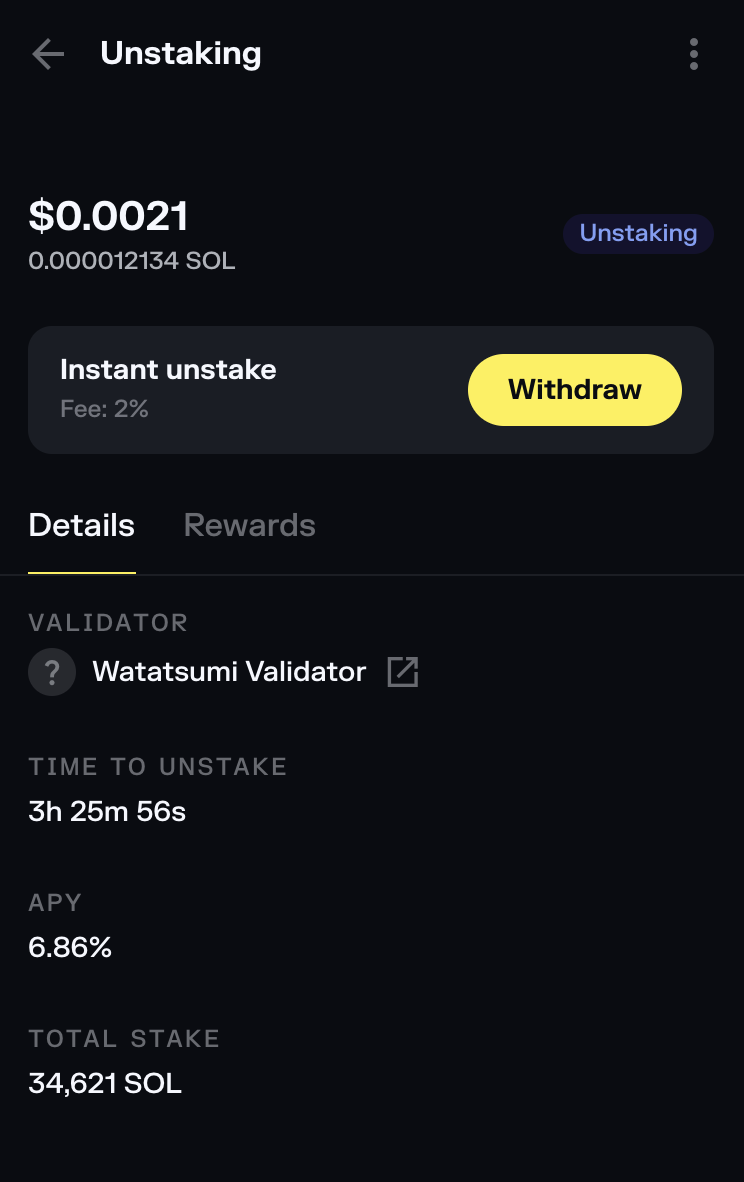 Unstaking
$0.0021
0.000012134 SOL
Unstaking
Instant unstake
Fee: 2%
Withdraw
Details Rewards
VALIDATOR
? Watatsumi Validator
TIME TO UNSTAKE
3h 25m 56s
APY
6.86%
TOTAL STAKE
34,621 SOL